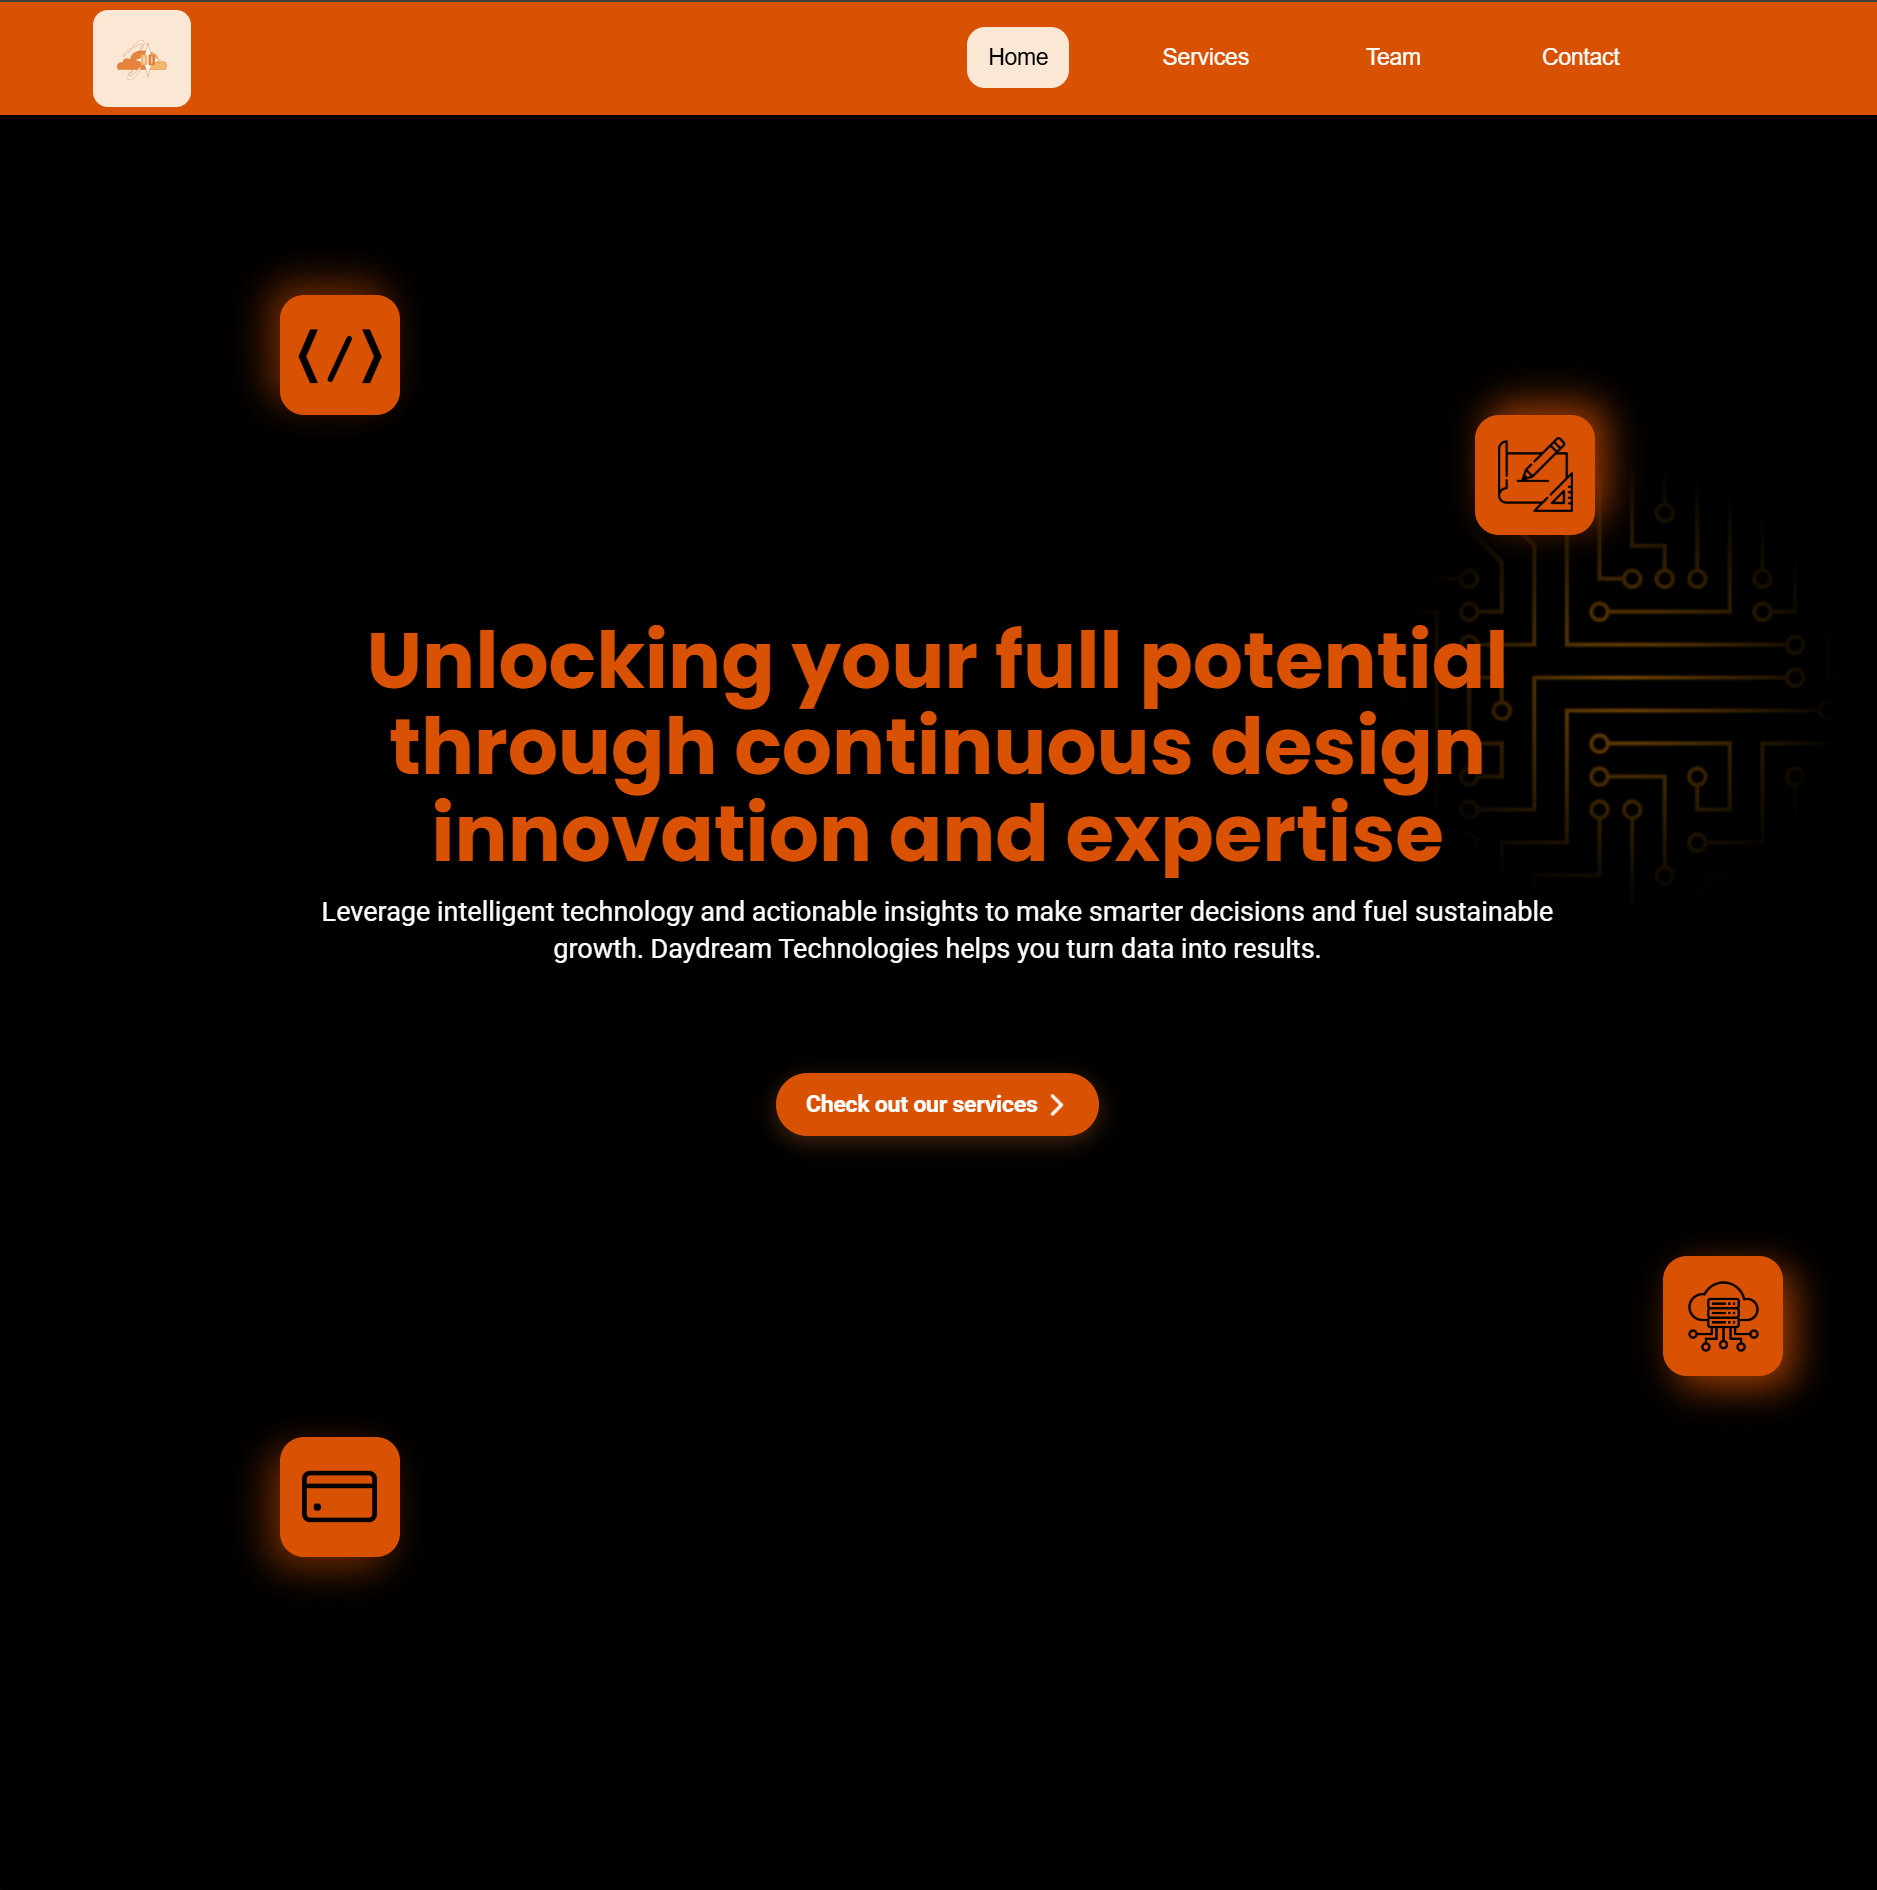 Home
Services
Team
Contact
Unlocking your full potential
through continuous design
innovation and expertise
Leverage intelligent technology and actionable insights to make smarter decisions and fuel sustainable
growth. Daydream Technologies helps you turn data into results.
Check out our services